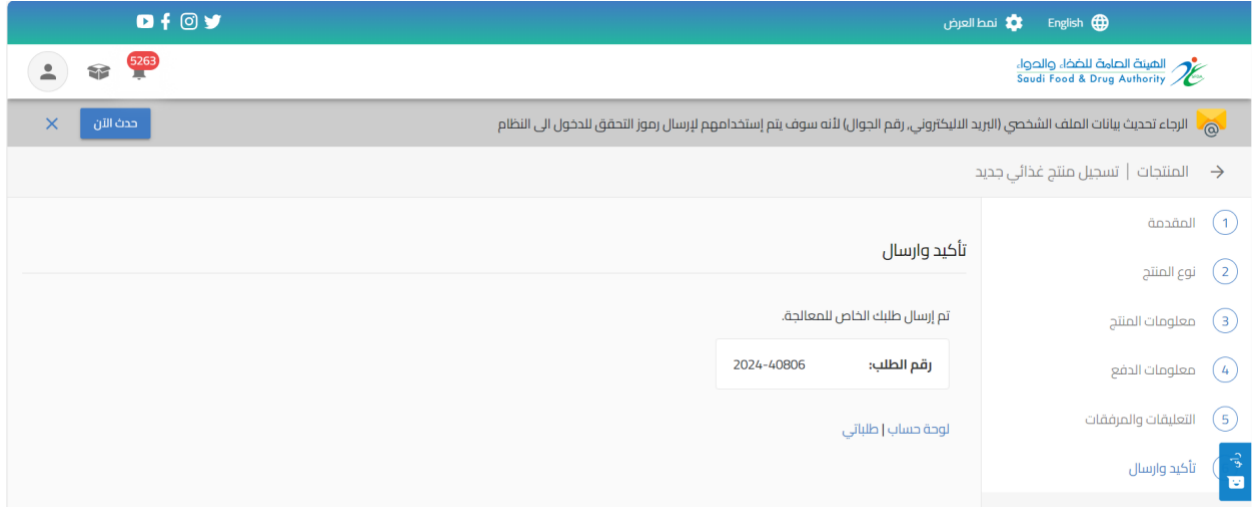 English
نمط العرض
الهيئة العامة للغذاء والدواء
Saudi Food & Drug Authority
5263
الرجاء تحديث بيانات الملف الشخصي (البريد الاليكتروني, رقم الجوال) لأنه سوف يتم إستخدامهم لإرسال رموز التحقق للدخول الى النظام
حدث الآن
المنتجات | تسجيل منتج غذائي جديد
1 المقدمة
2 نوع المنتج
3 معلومات المنتج
4 معلومات الدفع
5 التعليقات والمرفقات
تأكيد وارسال
رأي
تأكيد وارسال
تم إرسال طلبك الخاص للمعالجة.
رقم الطلب: 2024-40806
لوحة حساب | طلباتي